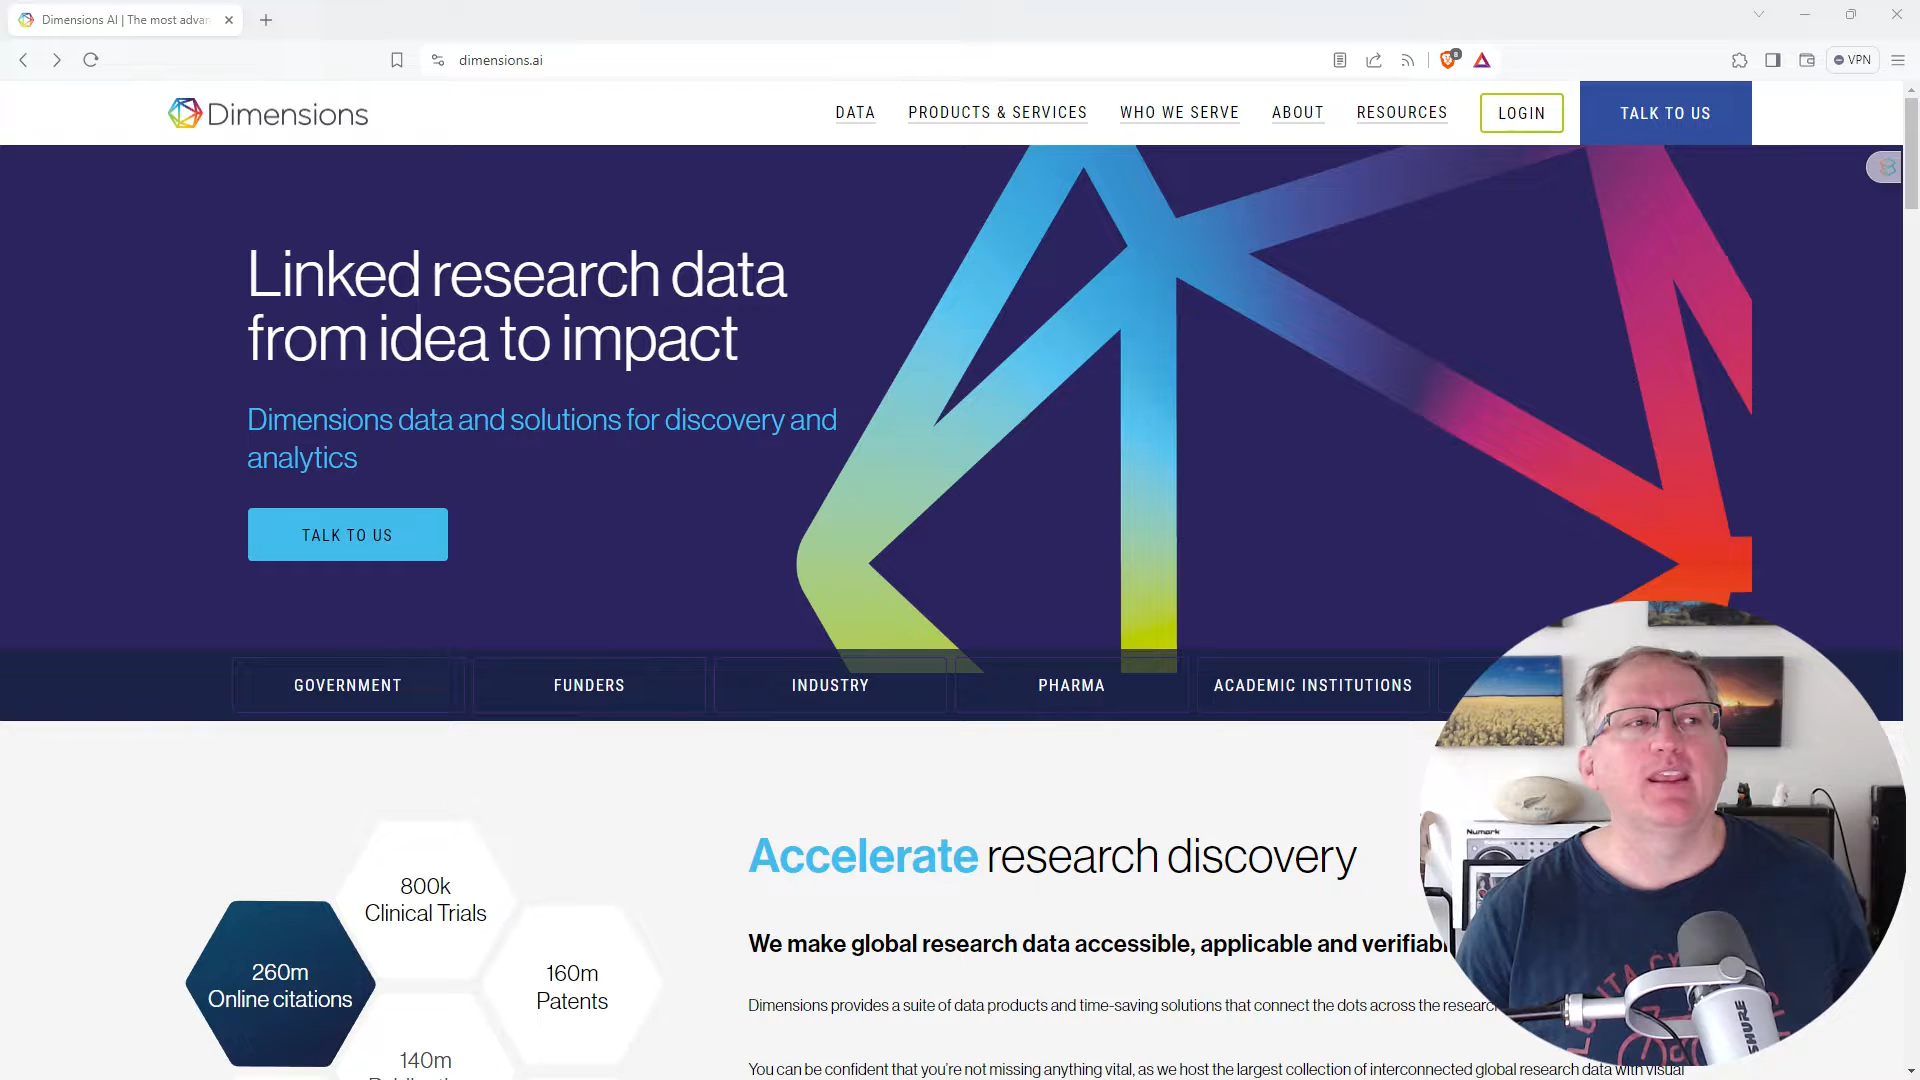 Dimensions AI | The most advan
dimensions.ai
VPN
Dimensions
DATA
PRODUCTS & SERVICES
WHO WE SERVE
ABOUT
RESOURCES
LOGIN
TALK TO US
Linked research data
from idea to impact
Dimensions data and solutions for discovery and
analytics
TALK TO US
GOVERNMENT
FUNDERS
INDUSTRY
PHARMA
ACADEMIC INSTITUTIONS
800k
Clinical Trials
260m
Online citations
160m
Patents
140m
Accelerate research discovery
We make global research data accessible, applicable and verifiabl
Dimensions provides a suite of data products and time-saving solutions that connect the dots across the research
You can be confident that you're not missing anything vital, as we host the largest collection of interconnected global research data with visual
Numark
SHURE